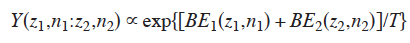 Y(z₁,n₁:z₂,n₂) ∝ exp{[BE₁(z₁,n₁) + BE₂(z₂,n₂)]/T}